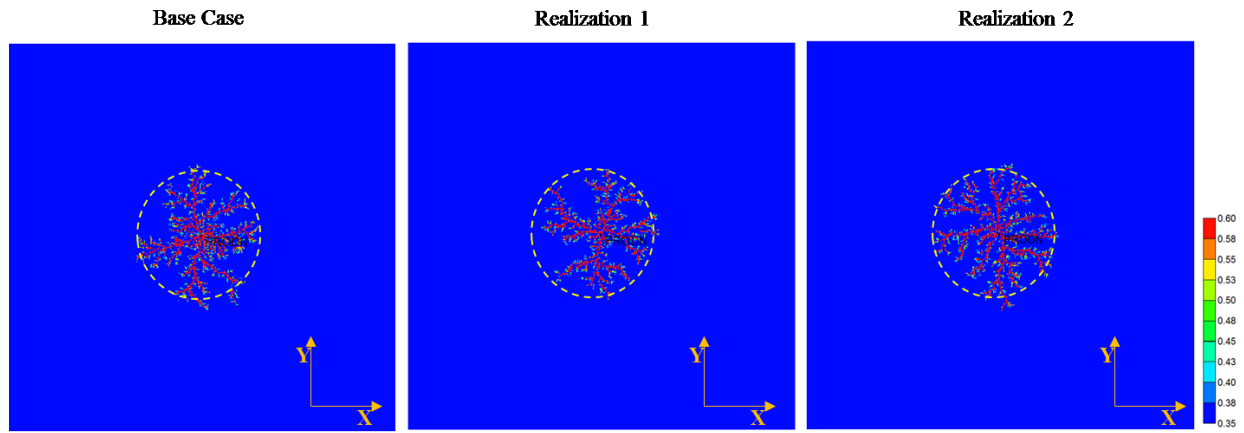 Base Case
Realization 1
Realization 2
Y
X
Y
X
PRODN
Y
X
0.60
0.58
0.55
0.53
0.50
0.48
0.45
0.43
0.40
0.38
0.35